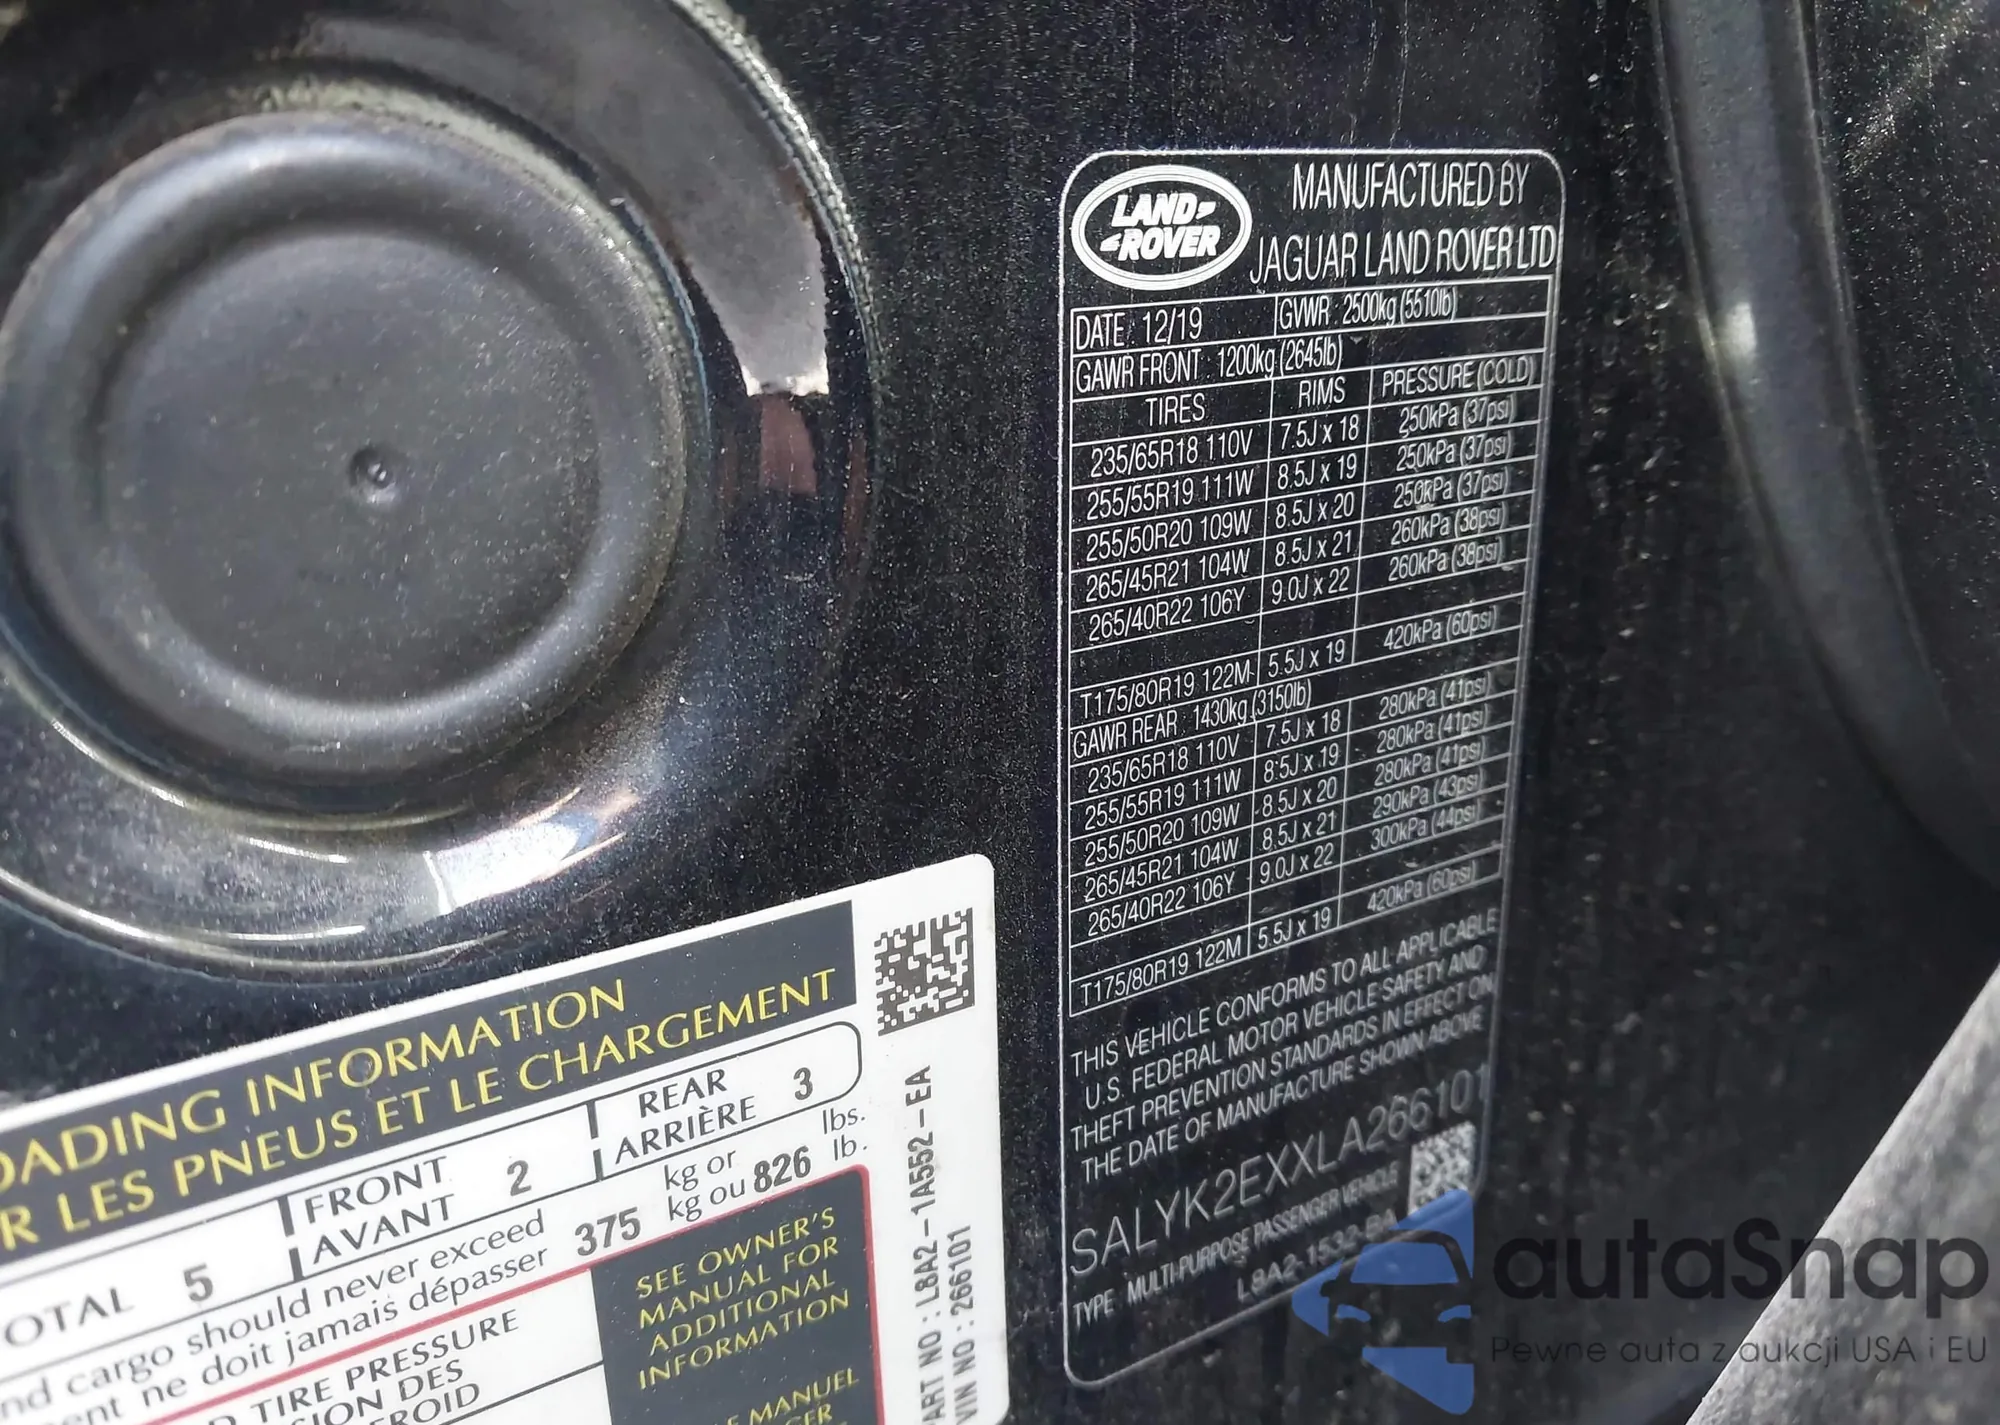 LAND-
ROVER
MANUFACTURED BY
JAGUAR LAND ROVER LTD
DATE: 12/19 GVWR : 2500kg (5510lb)
GAWR FRONT : 1200kg (2645lb)
TIRES RIMS PRESSURE (COLD)
235/65R18 110V 7.5J x 18 250kPa (37psi)
255/55R19 111W 8.5J x 19 250kPa (37psi)
255/50R20 109W 8.5J x 20 250kPa (37psi)
265/45R21 104W 8.5J x 21 260kPa (38psi)
265/40R22 106Y 9.0J x 22 260kPa (38psi)
T175/80R19 122M 5.5J x 19 420kPa (60psi)
GAWR REAR : 1430kg (3150lb)
235/65R18 110V 7.5J x 18 280kPa (41psi)
255/55R19 111W 8.5J x 19 280kPa (41psi)
255/50R20 109W 8.5J x 20 280kPa (41psi)
265/45R21 104W 8.5J x 21 290kPa (43psi)
265/40R22 106Y 9.0J x 22 300kPa (44psi)
T175/80R19 122M 5.5J x 19 420kPa (60psi)
THIS VEHICLE CONFORMS TO ALL APPLICABLE
U.S. FEDERAL MOTOR VEHICLE SAFETY AND
THEFT PREVENTION STANDARDS IN EFFECT ON
THE DATE OF MANUFACTURE SHOWN ABOVE
SALYK2EXXLA266101
TYPE MULTI-PURPOSE PASSENGER VEHICLE
L8A2-1532-BA
OADING INFORMATION
R LES PNEUS ET LE CHARGEMENT
OTAL 5 FRONT AVANT 2 REAR ARRIÈRE 3
nd cargo should never exceed 375 kg or 826 lbs.
ent ne doit jamais dépasser kg ou lb.
TIRE PRESSURE
SION DES
ROID
SEE OWNER'S
MANUAL FOR
ADDITIONAL
INFORMATION
MANUEL
PART NO : L8A2-1A552-EA
VIN NO : 266101
autaSnap
Pewne auta z aukcji USA i EU